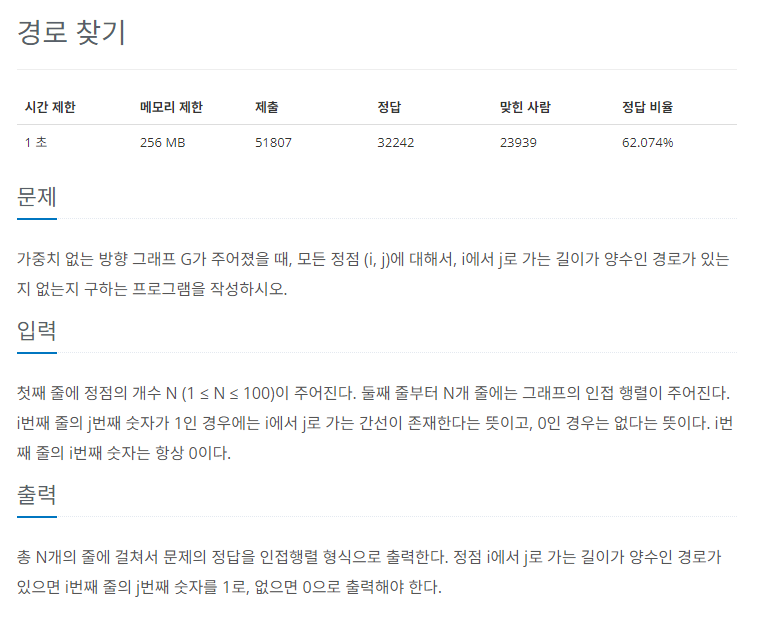 경로 찾기
시간 제한 메모리 제한 제출 정답 맞힌 사람 정답 비율
1 초 256 MB 51807 32242 23939 62.074%
문제
가중치 없는 방향 그래프 G가 주어졌을 때, 모든 정점 (i, j)에 대해서, i에서 j로 가는 길이가 양수인 경로가 있는
지 없는지 구하는 프로그램을 작성하시오.
입력
첫째 줄에 정점의 개수 N (1 ≤ N ≤ 100)이 주어진다. 둘째 줄부터 N개 줄에는 그래프의 인접 행렬이 주어진다.
i번째 줄의 j번째 숫자가 1인 경우에는 i에서 j로 가는 간선이 존재한다는 뜻이고, 0인 경우는 없다는 뜻이다. i번
째 줄의 i번째 숫자는 항상 0이다.
출력
총 N개의 줄에 걸쳐서 문제의 정답을 인접행렬 형식으로 출력한다. 정점 i에서 j로 가는 길이가 양수인 경로가
있으면 i번째 줄의 j번째 숫자를 1로, 없으면 0으로 출력해야 한다.